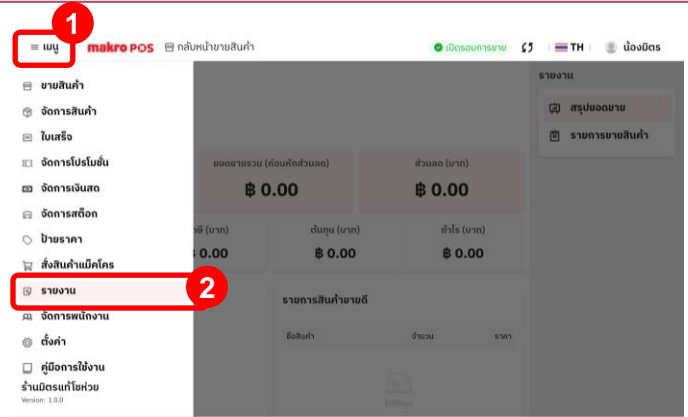 1
เมนู makro POS กลับหน้าขายสินค้า เปิดรอบการขาย TH น้องมิตร
ขายสินค้า
จัดการสินค้า
ใบเสร็จ
จัดการโปรโมชั่น
จัดการเงินสด
จัดการสต๊อก
ป้ายราคา
สั่งสินค้าแม็คโคร
รายงาน 2
จัดการพนักงาน
ตั้งค่า
คู่มือการใช้งาน
ร้านมิตรแท้โชห่วย
Version: 1.0.0
ยอดขายรวม (ก่อนหักส่วนลด) ส่วนลด (บาท)
฿ 0.00 ฿ 0.00
ต้นทุน (บาท) กำไร (บาท)
0.00 ฿ 0.00 ฿ 0.00
รายการสินค้าขายดี
ชื่อสินค้า จำนวน ราคา
รายงาน
สรุปยอดขาย
รายการขายสินค้า